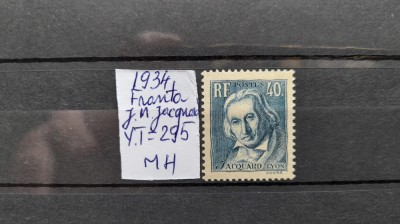 1934
Franta
J.M Jacquard
Y.T=295
MH
POSTES
RF 40c
JACQUARD LYON